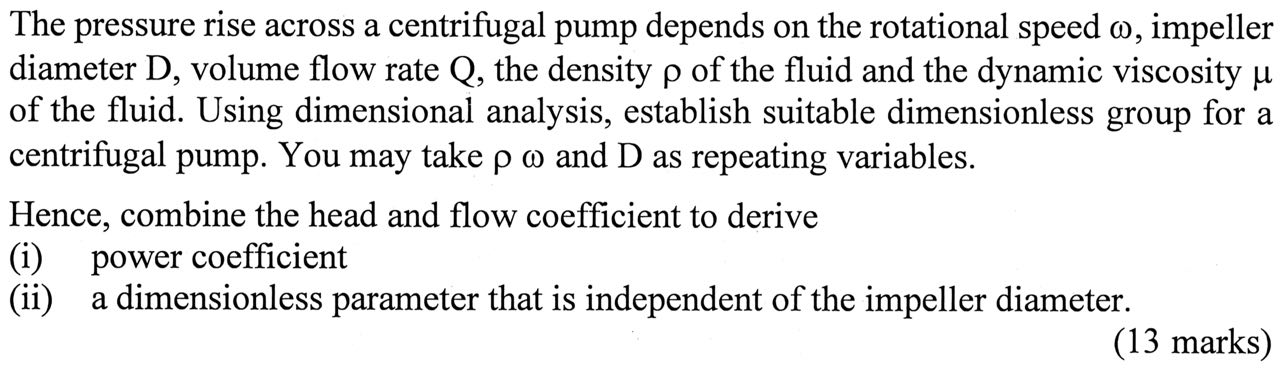 The pressure rise across a centrifugal pump depends on the rotational speed ω, impeller
diameter D, volume flow rate Q, the density ρ of the fluid and the dynamic viscosity μ
of the fluid. Using dimensional analysis, establish suitable dimensionless group for a
centrifugal pump. You may take ρ ω and D as repeating variables.
Hence, combine the head and flow coefficient to derive
(i) power coefficient
(ii) a dimensionless parameter that is independent of the impeller diameter.
(13 marks)